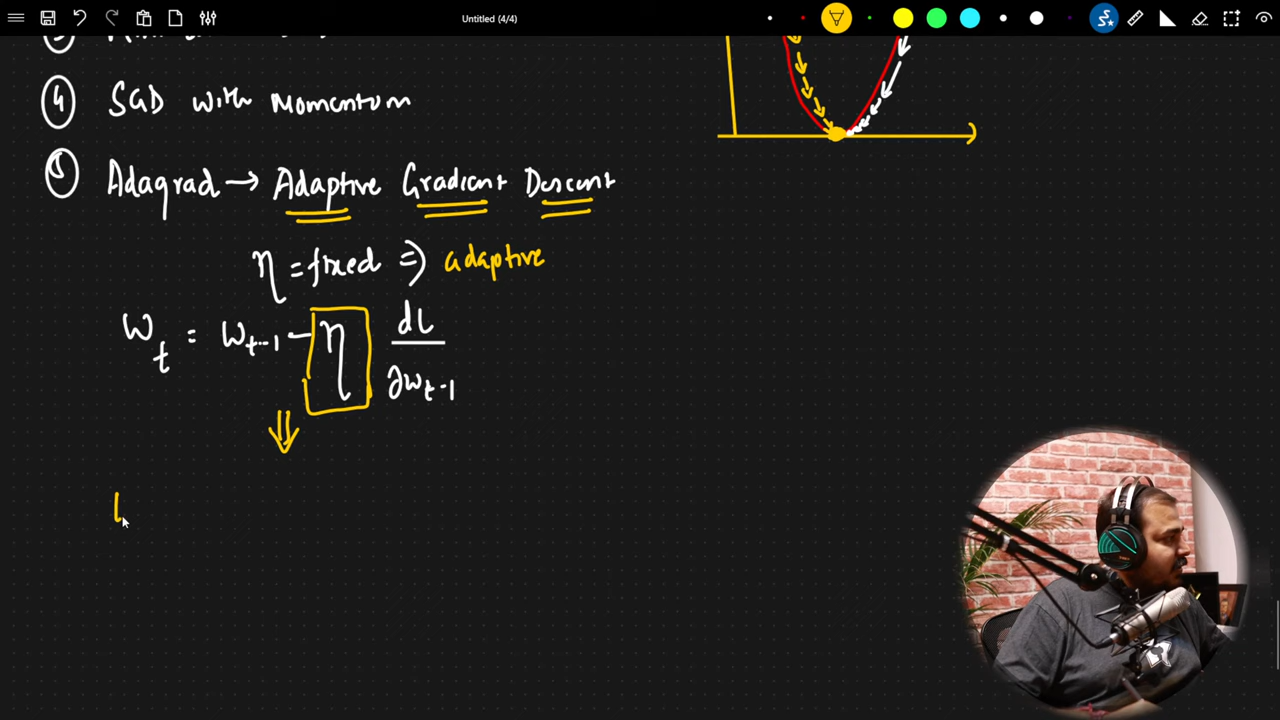 Untitled (4/4)
④ SGD with Momentum
⑤ Adagrad → Adaptive Gradient Descent
η = fixed ⇒ adaptive
W_t = W_t-1 - η dL / ∂w_t-1